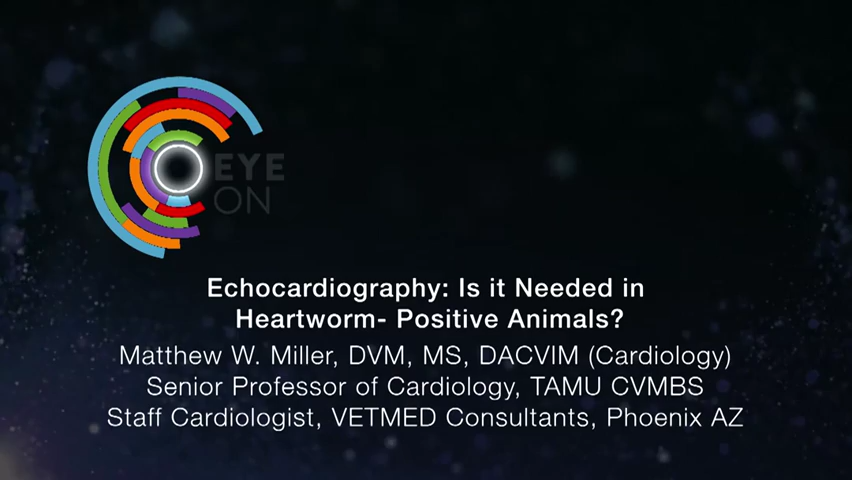 EYE
ON
Echocardiography: Is it Needed in
Heartworm- Positive Animals?
Matthew W. Miller, DVM, MS, DACVIM (Cardiology)
Senior Professor of Cardiology, TAMU CVMBS
Staff Cardiologist, VETMED Consultants, Phoenix AZ